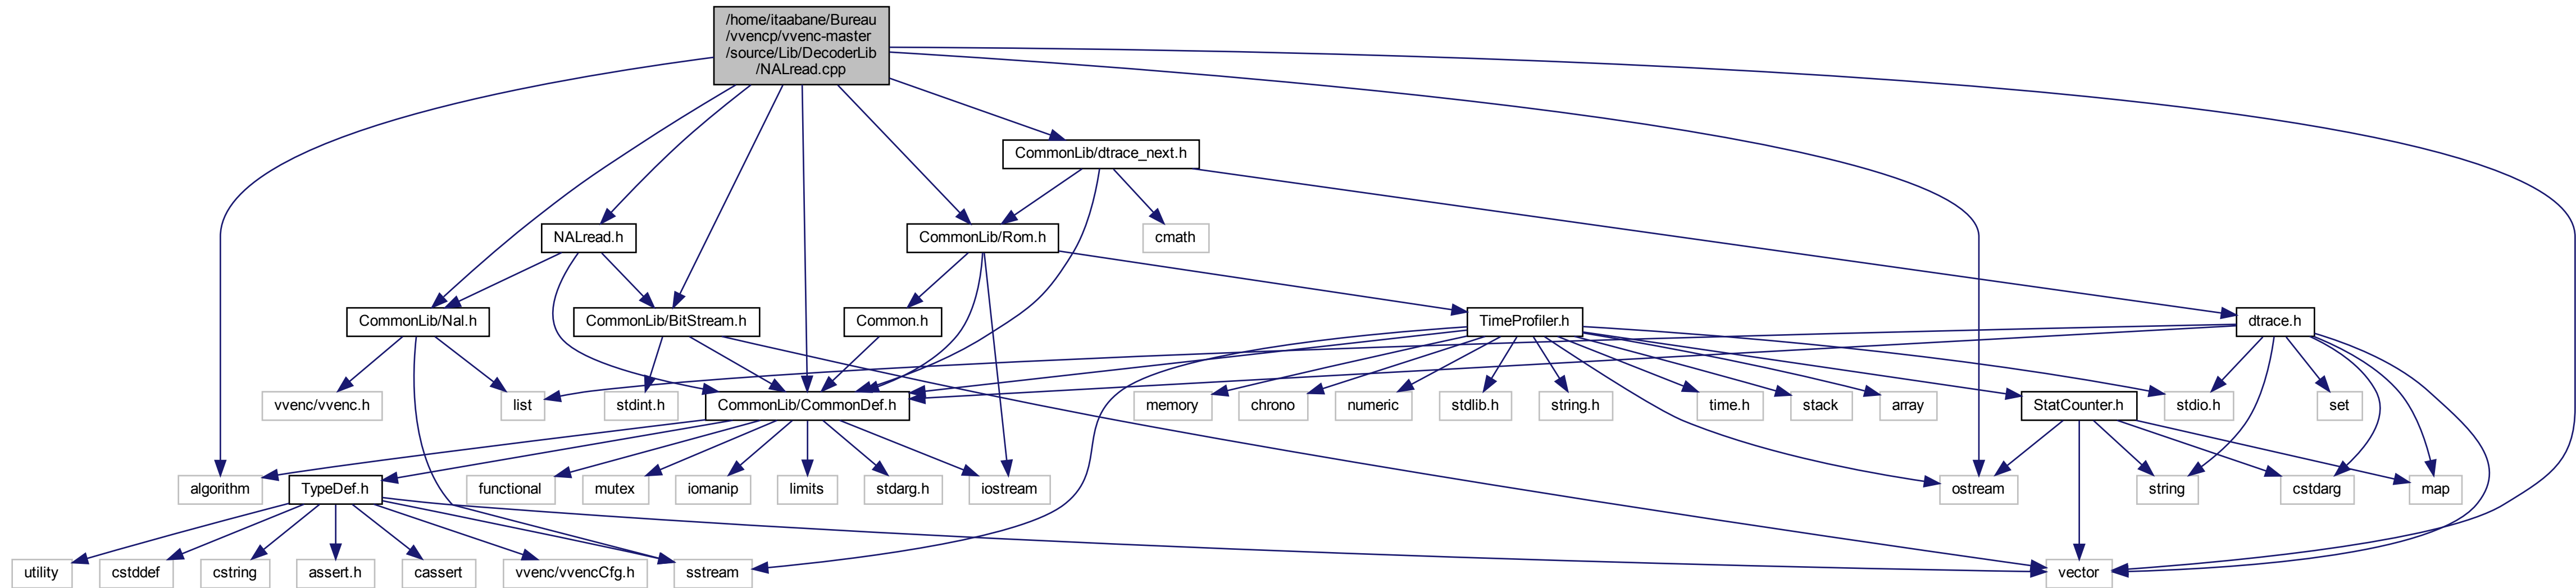 /home/itaabane/Bureau
/vvencp/vvenc-master
/source/Lib/DecoderLib
/NALread.cpp
CommonLib/dtrace_next.h
NALread.h
CommonLib/Rom.h
cmath
CommonLib/Nal.h
CommonLib/BitStream.h
Common.h
TimeProfiler.h
dtrace.h
vvenc/vvenc.h
list
stdint.h
CommonLib/CommonDef.h
memory
chrono
numeric
stdlib.h
string.h
time.h
stack
array
StatCounter.h
stdio.h
set
algorithm
TypeDef.h
functional
mutex
iomanip
limits
stdarg.h
iostream
ostream
string
cstdarg
map
utility
cstddef
cstring
assert.h
cassert
vvenc/vvencCfg.h
sstream
vector